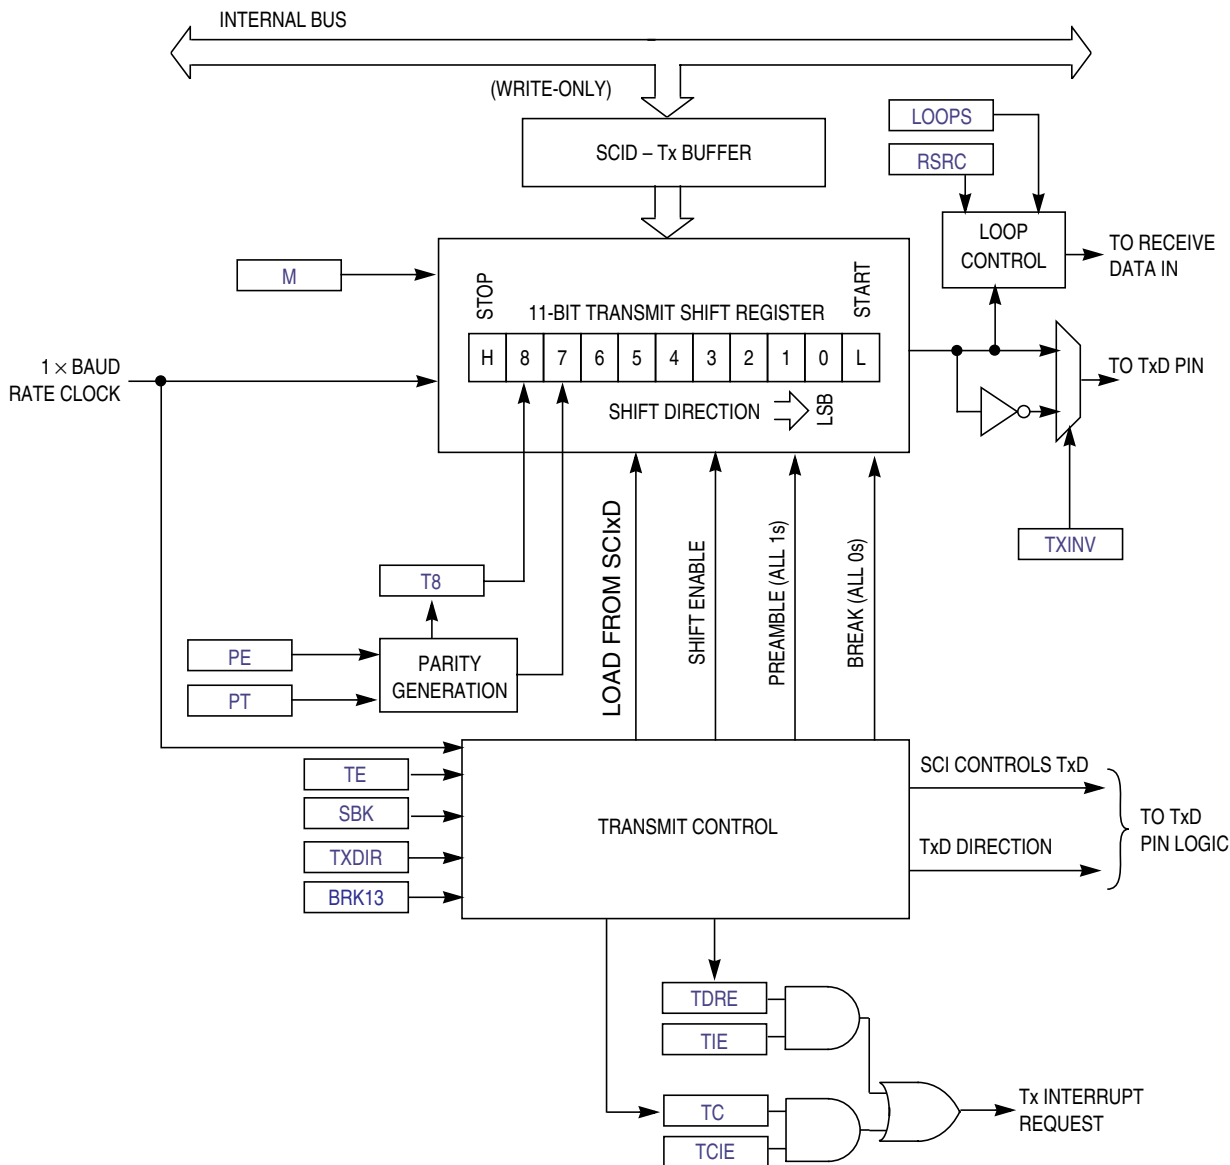 INTERNAL BUS
(WRITE-ONLY)
SCID – Tx BUFFER
LOOPS
RSRC
LOOP
CONTROL
TO RECEIVE
DATA IN
M
STOP
11-BIT TRANSMIT SHIFT REGISTER
START
H 8 7 6 5 4 3 2 1 0 L
SHIFT DIRECTION
LSB
1 × BAUD
RATE CLOCK
TO TxD PIN
TXINV
T8
PE
PT
PARITY
GENERATION
LOAD FROM SCIxD
SHIFT ENABLE
PREAMBLE (ALL 1s)
BREAK (ALL 0s)
TE
SBK
TXDIR
BRK13
TRANSMIT CONTROL
SCI CONTROLS TxD
TxD DIRECTION
TO TxD
PIN LOGIC
TDRE
TIE
TC
TCIE
Tx INTERRUPT
REQUEST